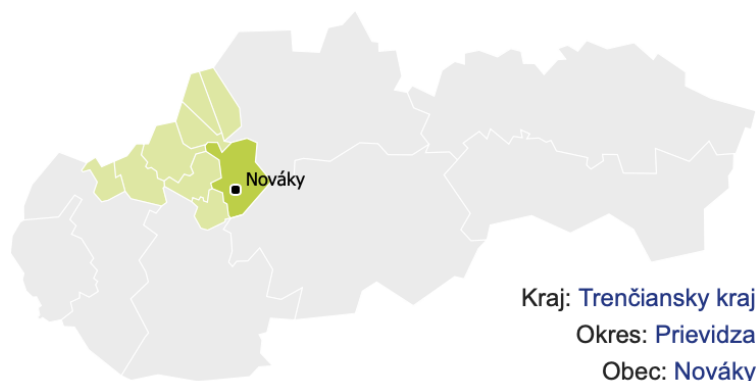 Nováky
Kraj: Trenčiansky kraj
Okres: Prievidza
Obec: Nováky